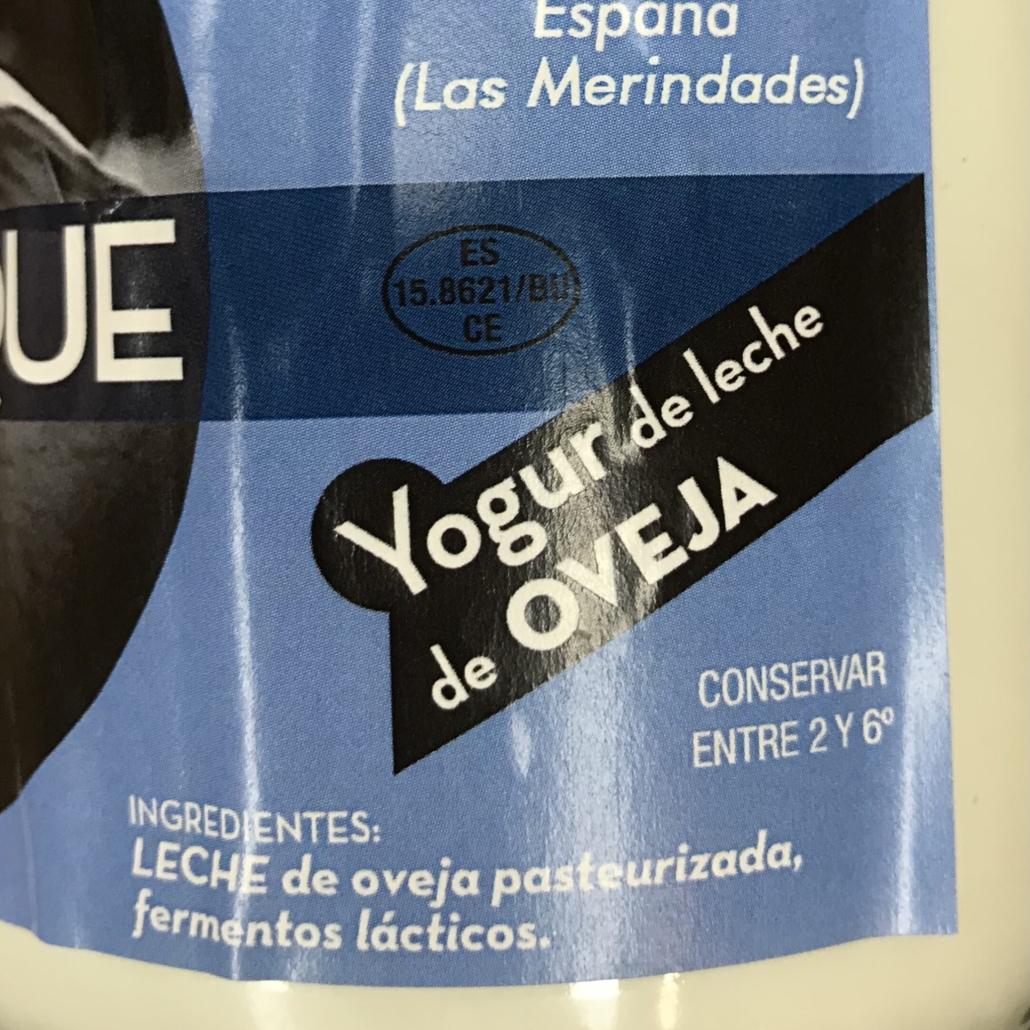 España
(Las Merindades)
UE
ES
15.8621/BU
CE
Yogur de leche
de OVEJA
CONSERVAR
ENTRE 2 Y 6º
INGREDIENTES:
LECHE de oveja pasteurizada,
fermentos lácticos.